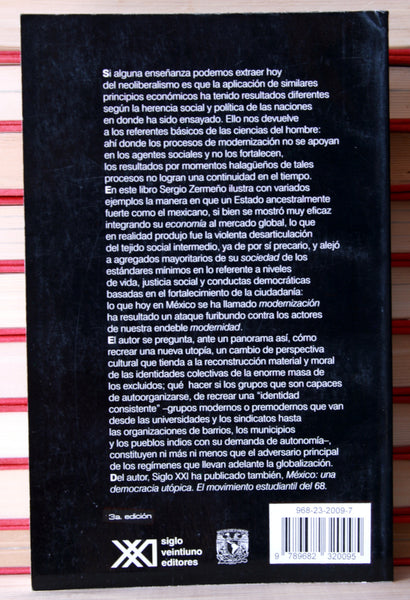 Si alguna enseñanza podemos extraer hoy
del neoliberalismo es que la aplicación de similares
principios económicos ha tenido resultados diferentes
según la herencia social y política de las naciones
en donde ha sido ensayado. Ello nos devuelve
a los referentes básicos de las ciencias del hombre:
ahí donde los procesos de modernización no se apoyan
en los agentes sociales y no los fortalecen,
los resultados por momentos halagüeños de tales
procesos no logran una continuidad en el tiempo.
En este libro Sergio Zermeño ilustra con variados
ejemplos la manera en que un Estado ancestralmente
fuerte como el mexicano, si bien se mostró muy eficaz
integrando su economía al mercado global, lo que
en realidad produjo fue la violenta desarticulación
del tejido social intermedio, ya de por sí precario, y alejó
a agregados mayoritarios de su sociedad de los
estándares mínimos en lo referente a niveles
de vida, justicia social y conductas democráticas
basadas en el fortalecimiento de la ciudadanía:
lo que hoy en México se ha llamado modernización
ha resultado un ataque furibundo contra los actores
de nuestra endeble modernidad.
El autor se pregunta, ante un panorama así, cómo
recrear una nueva utopía, un cambio de perspectiva
cultural que tienda a la reconstrucción material y moral
de las identidades colectivas de la enorme masa de
los excluidos; qué hacer si los grupos que son capaces
de autoorganizarse, de recrear una "identidad
consistente" –grupos modernos o premodernos que van
desde las universidades y los sindicatos hasta
las organizaciones de barrios, los municipios
y los pueblos indios con su demanda de autonomía–,
constituyen ni más ni menos que el adversario principal
de los regímenes que llevan adelante la globalización.
Del autor, Siglo XXI ha publicado también, México: una
democracia utópica. El movimiento estudiantil del 68.
968-23-2009-7
3a. edición
XXI
siglo
veintiuno
editores
9 789682 320095